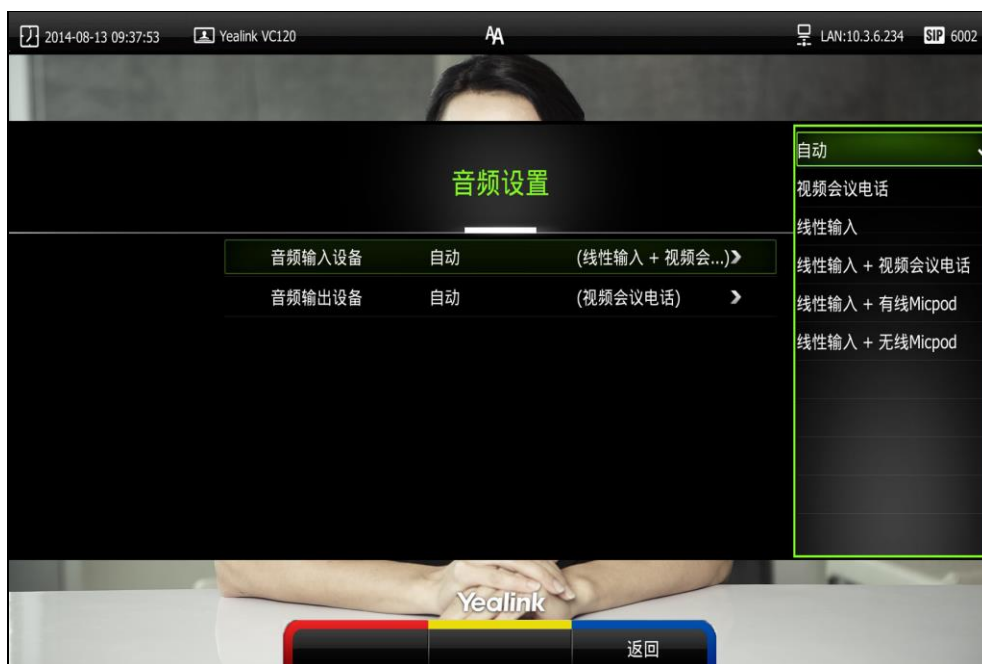 2014-08-13 09:37:53 Yealink VC120 AA LAN:10.3.6.234 SIP 6002
音频设置
音频输入设备 自动 (线性输入 + 视频会...)
音频输出设备 自动 (视频会议电话)
自动
视频会议电话
线性输入
线性输入 + 视频会议电话
线性输入 + 有线Micpod
线性输入 + 无线Micpod
Yealink
返回